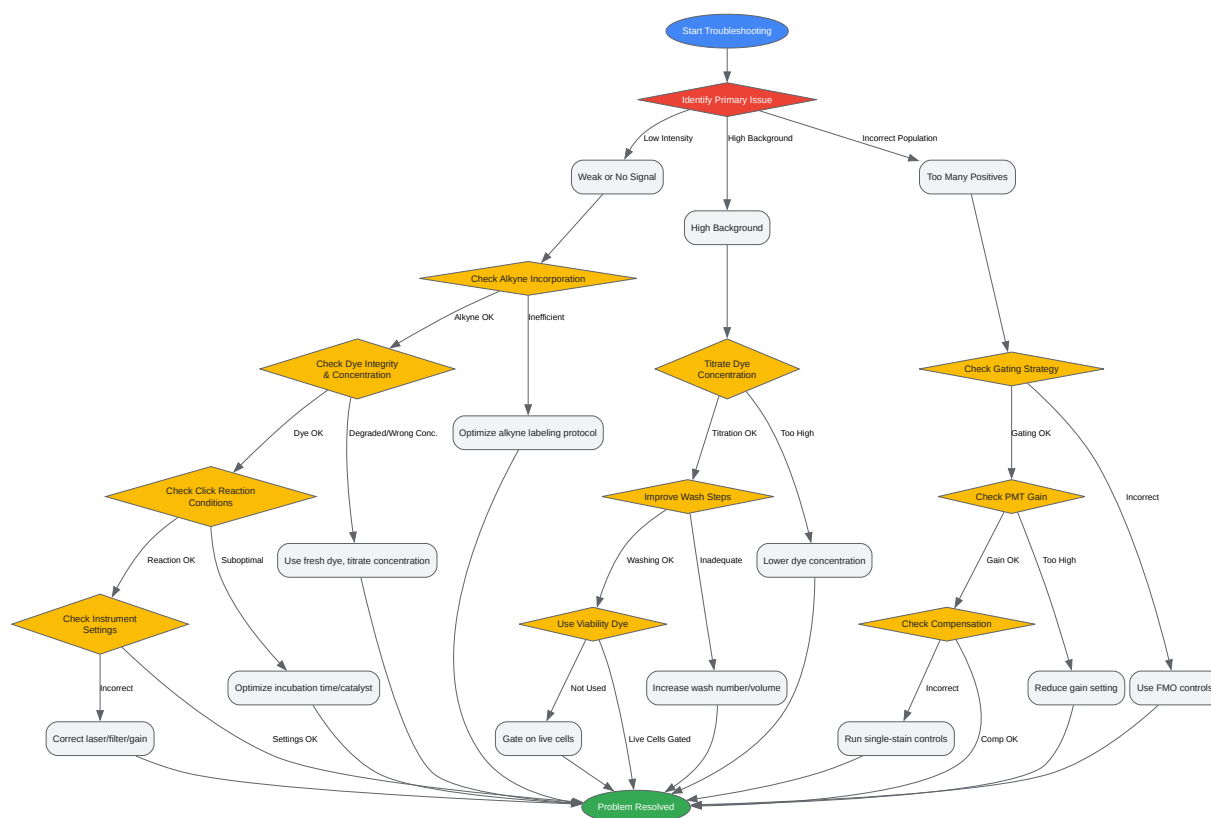 Start Troubleshooting
Identify Primary Issue
Low Intensity
High Background
Incorrect Population
Weak or No Signal
Too Many Positives
High Background
Check Alkyne Incorporation
Alkyne OK
Inefficient
Check Dye Integrity
& Concentration
Titrate Dye
Concentration
Check Gating Strategy
Dye OK
Degraded/Wrong Conc.
Optimize alkyne labeling protocol
Titration OK
Too High
Gating OK
Check Click Reaction
Conditions
Improve Wash Steps
Check PMT Gain
Incorrect
Reaction OK
Suboptimal
Use fresh dye, titrate concentration
Washing OK
Inadequate
Lower dye concentration
Gain OK
Too High
Check Instrument
Settings
Use Viability Dye
Check Compensation
Incorrect
Optimize incubation time/catalyst
Not Used
Increase wash number/volume
Incorrect
Reduce gain setting
Use FMO controls
Correct laser/filter/gain
Settings OK
Gate on live cells
Live Cells Gated
Run single-stain controls
Comp OK
Problem Resolved